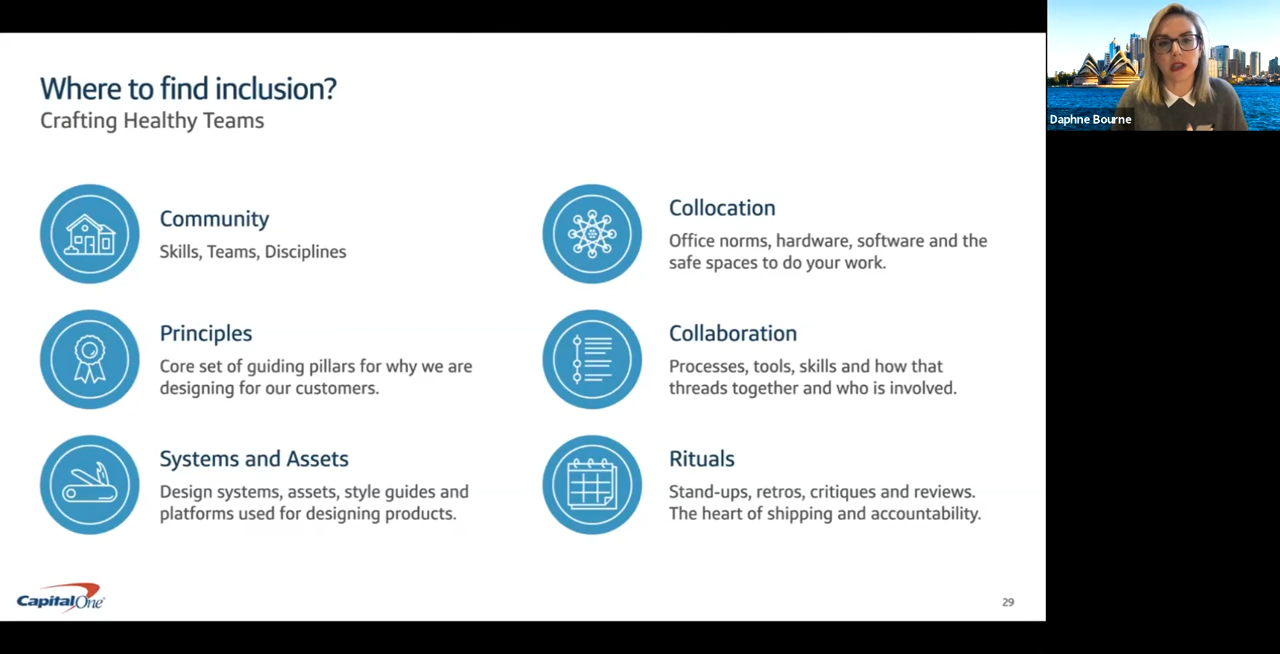 Where to find inclusion?
Crafting Healthy Teams
Community
Skills, Teams, Disciplines
Principles
Core set of guiding pillars for why we are
designing for our customers.
Systems and Assets
Design systems, assets, style guides and
platforms used for designing products.
Collocation
Office norms, hardware, software and the
safe spaces to do your work.
Collaboration
Processes, tools, skills and how that
threads together and who is involved.
Rituals
Stand-ups, retros, critiques and reviews.
The heart of shipping and accountability.
Capital One
29
Daphne Bourne